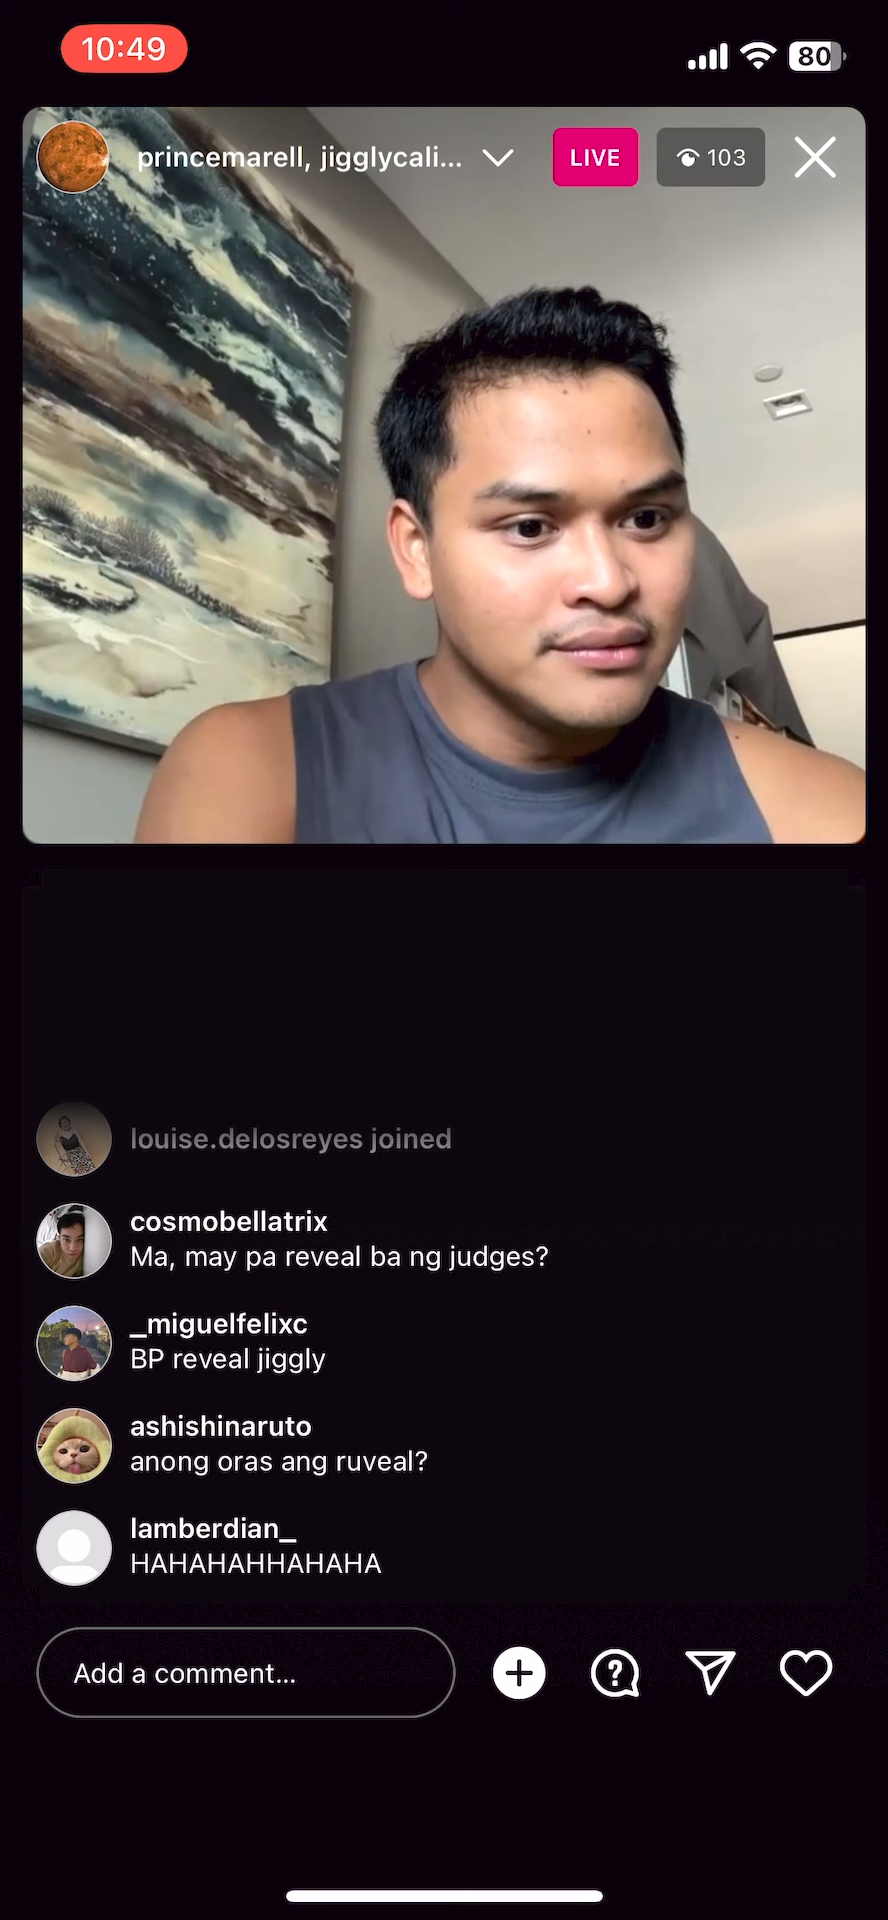 10:49
80
princemarell, jigglycali...
LIVE
103
louise.delosreyes joined
cosmobellatrix
Ma, may pa reveal ba ng judges?
_miguelfelixc
BP reveal jiggly
ashishinaruto
anong oras ang ruveal?
lamberdian_
HAHAHAHHAHAHA
Add a comment...